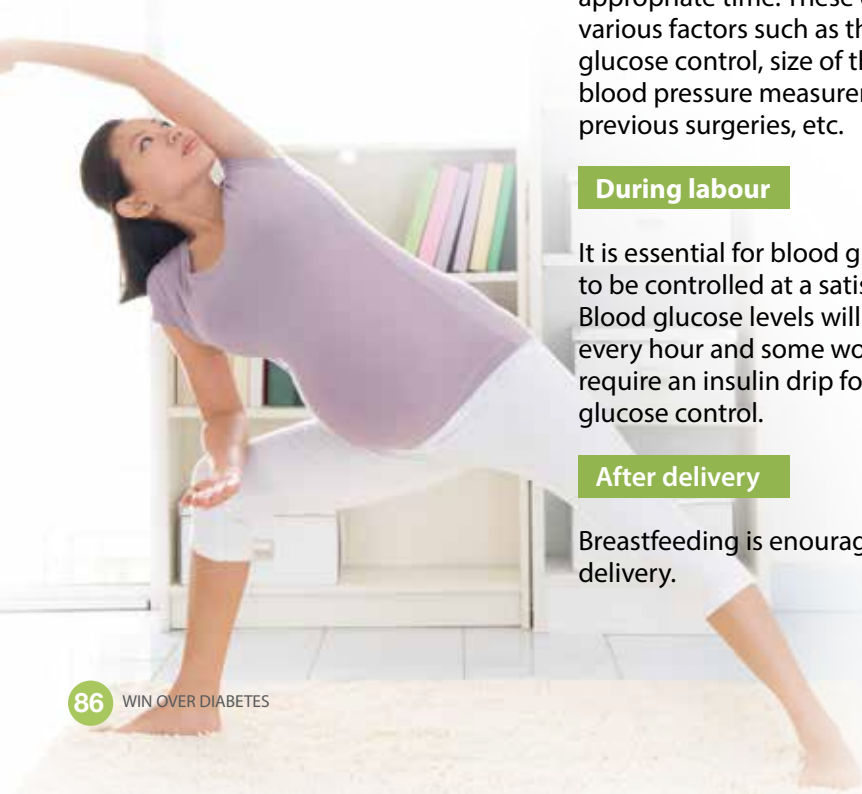 appropriate time. These
various factors such as
glucose control, size of
blood pressure
previous surgeries, etc.
During labour
It is essential for blood
to be controlled at a
Blood glucose levels will
every hour and some
require an insulin drip
glucose control.
After delivery
Breastfeeding is
delivery.
86 WIN OVER DIABETES